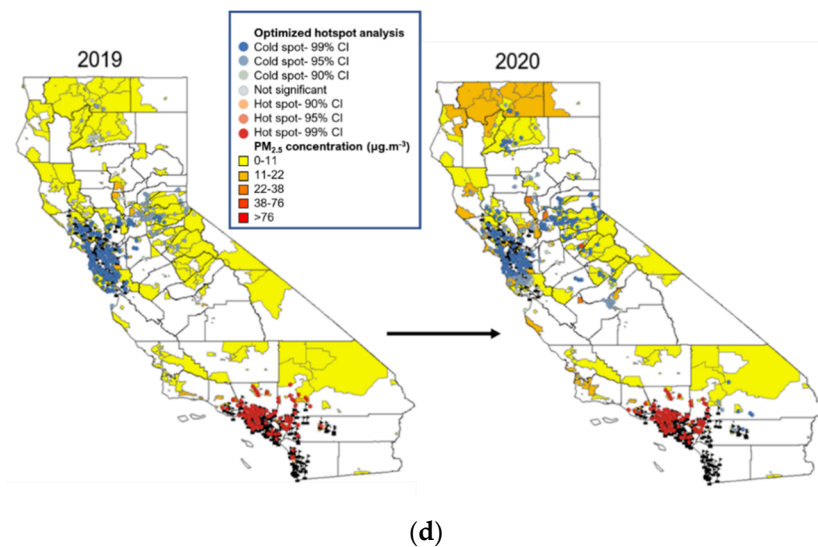 2019
Optimized hotspot analysis
Cold spot- 99% CI
Cold spot- 95% CI
Cold spot- 90% CI
Not significant
Hot spot- 90% CI
Hot spot- 95% CI
Hot spot- 99% CI
PM2.5 concentration (µg.m-³)
0-11
11-22
22-38
38-76
>76
2020
(d)